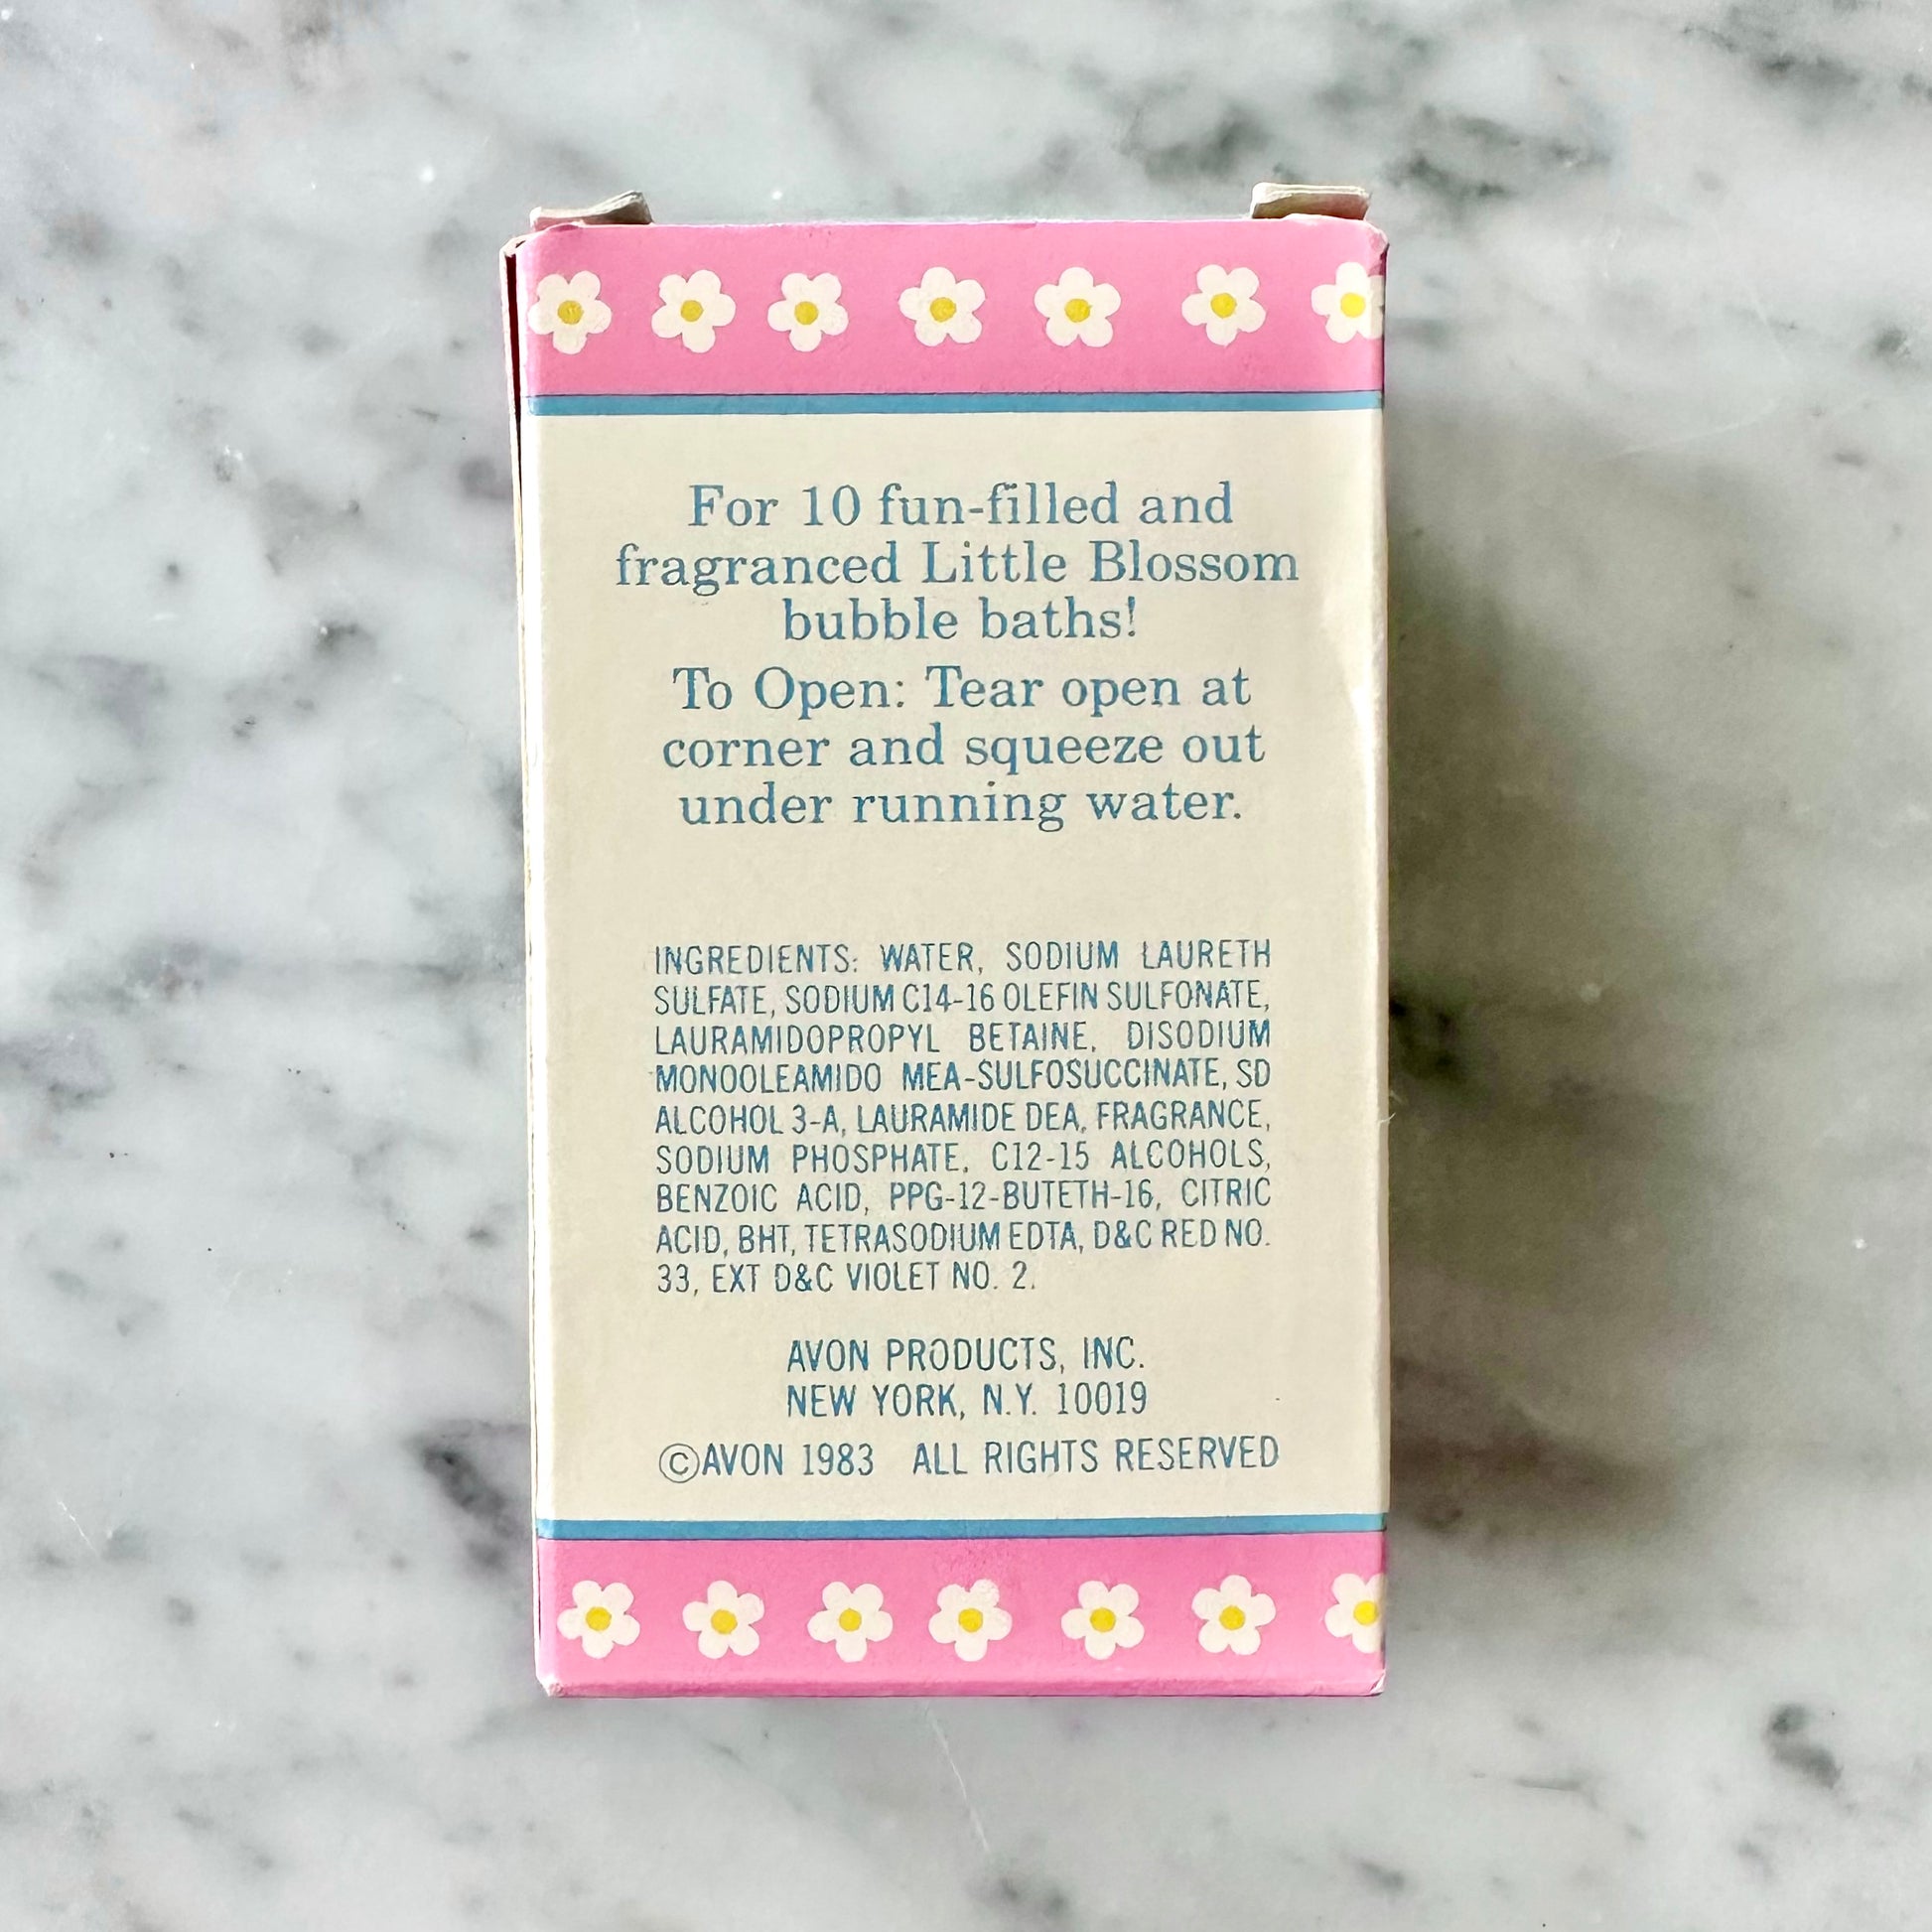 For 10 fun-filled and
fragranced Little Blossom
bubble baths!
To Open: Tear open at
corner and squeeze out
under running water.
INGREDIENTS: WATER, SODIUM LAURETH
SULFATE, SODIUM C14-16 OLEFIN SULFONATE,
LAURAMIDOPROPYL BETAINE, DISODIUM
MONOOLEAMIDO MEA-SULFOSUCCINATE, SD
ALCOHOL 3-A, LAURAMIDE DEA, FRAGRANCE,
SODIUM PHOSPHATE, C12-15 ALCOHOLS,
BENZOIC ACID, PPG-12-BUTETH-16, CITRIC
ACID, BHT, TETRASODIUM EDTA, D&C RED NO.
33, EXT D&C VIOLET NO. 2.
AVON PRODUCTS, INC.
NEW YORK, N.Y. 10019
©AVON 1983 ALL RIGHTS RESERVED